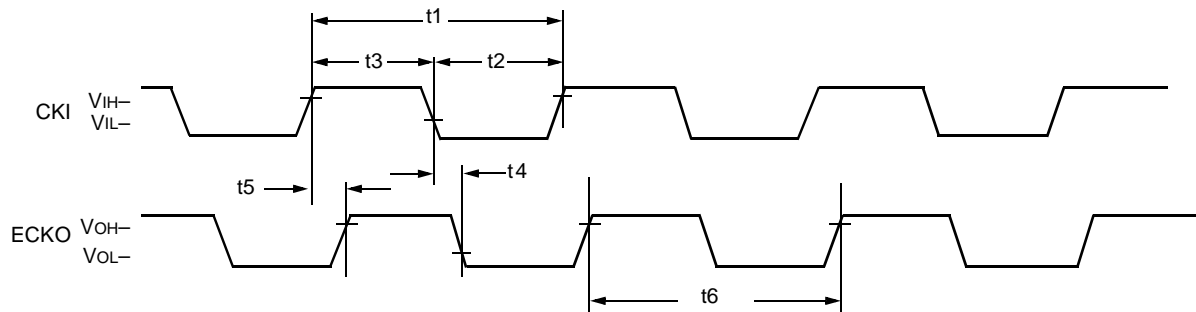 t1
t3 t2
CKI VIH–
VIL–
t5 t4
ECKO VOH–
VOL–
t6